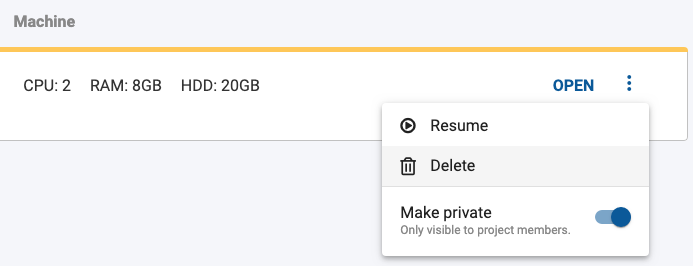 Machine
CPU: 2 RAM: 8GB HDD: 20GB OPEN
Resume
Delete
Make private
Only visible to project members.